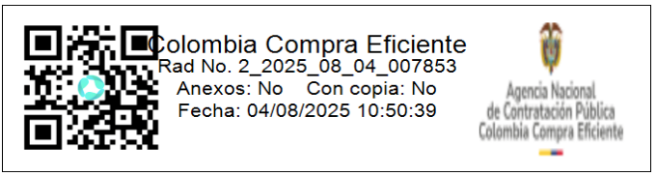 Colombia Compra Eficiente
Rad No. 2_2025_08_04_007853
Anexos: No Con copia: No
Fecha: 04/08/2025 10:50:39
Agencia Nacional
de Contratación Pública
Colombia Compra Eficiente